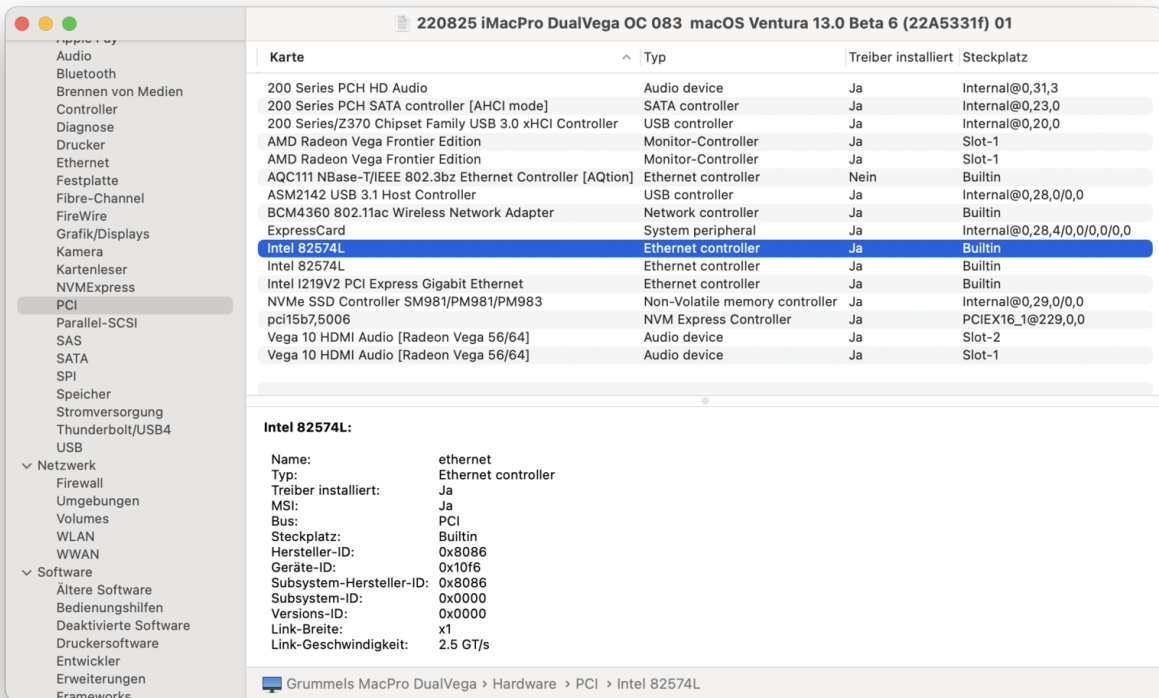 220825 iMacPro DualVega OC 083 macOS Ventura 13.0 Beta 6 (22A5331f) 01
Apple Pay
Audio
Bluetooth
Brennen von Medien
Controller
Diagnose
Drucker
Ethernet
Festplatte
Fibre-Channel
FireWire
Grafik/Displays
Kamera
Kartenleser
NVMExpress
PCI
Parallel-SCSI
SAS
SATA
SPI
Speicher
Stromversorgung
Thunderbolt/USB4
USB
Netzwerk
Firewall
Umgebungen
Volumes
WLAN
WWAN
Software
Ältere Software
Bedienungshilfen
Deaktivierte Software
Druckersoftware
Entwickler
Erweiterungen
Frameworks
Karte Typ Treiber installiert Steckplatz
200 Series PCH HD Audio Audio device Ja Internal@0,31,3
200 Series PCH SATA controller [AHCI mode] SATA controller Ja Internal@0,23,0
200 Series/Z370 Chipset Family USB 3.0 xHCI Controller USB controller Ja Internal@0,20,0
AMD Radeon Vega Frontier Edition Monitor-Controller Ja Slot-1
AMD Radeon Vega Frontier Edition Monitor-Controller Ja Slot-1
AQC111 NBase-T/IEEE 802.3bz Ethernet Controller [AQtion] Ethernet controller Nein Builtin
ASM2142 USB 3.1 Host Controller USB controller Ja Internal@0,28,0/0,0
BCM4360 802.11ac Wireless Network Adapter Network controller Ja Builtin
ExpressCard System peripheral Ja Internal@0,28,4/0,0/0,0/0,0
Intel 82574L Ethernet controller Ja Builtin
Intel 82574L Ethernet controller Ja Builtin
Intel I219V2 PCI Express Gigabit Ethernet Ethernet controller Ja Builtin
NVMe SSD Controller SM981/PM981/PM983 Non-Volatile memory controller Ja Internal@0,29,0/0,0
pci15b7,5006 NVM Express Controller Ja PCIEX16_1@229,0,0
Vega 10 HDMI Audio [Radeon Vega 56/64] Audio device Ja Slot-2
Vega 10 HDMI Audio [Radeon Vega 56/64] Audio device Ja Slot-1
Intel 82574L:
Name: ethernet
Typ: Ethernet controller
Treiber installiert: Ja
MSI: Ja
Bus: PCI
Steckplatz: Builtin
Hersteller-ID: 0x8086
Geräte-ID: 0x10f6
Subsystem-Hersteller-ID: 0x8086
Subsystem-ID: 0x0000
Versions-ID: 0x0000
Link-Breite: x1
Link-Geschwindigkeit: 2.5 GT/s
Grummels MacPro DualVega › Hardware › PCI › Intel 82574L